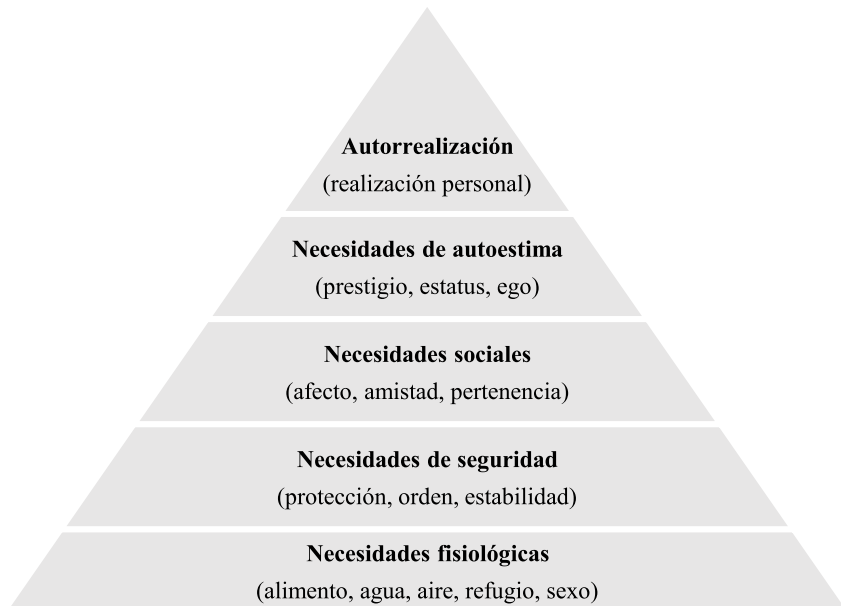 Autorrealización
(realización personal)
Necesidades de autoestima
(prestigio, estatus, ego)
Necesidades sociales
(afecto, amistad, pertenencia)
Necesidades de seguridad
(protección, orden, estabilidad)
Necesidades fisiológicas
(alimento, agua, aire, refugio, sexo)